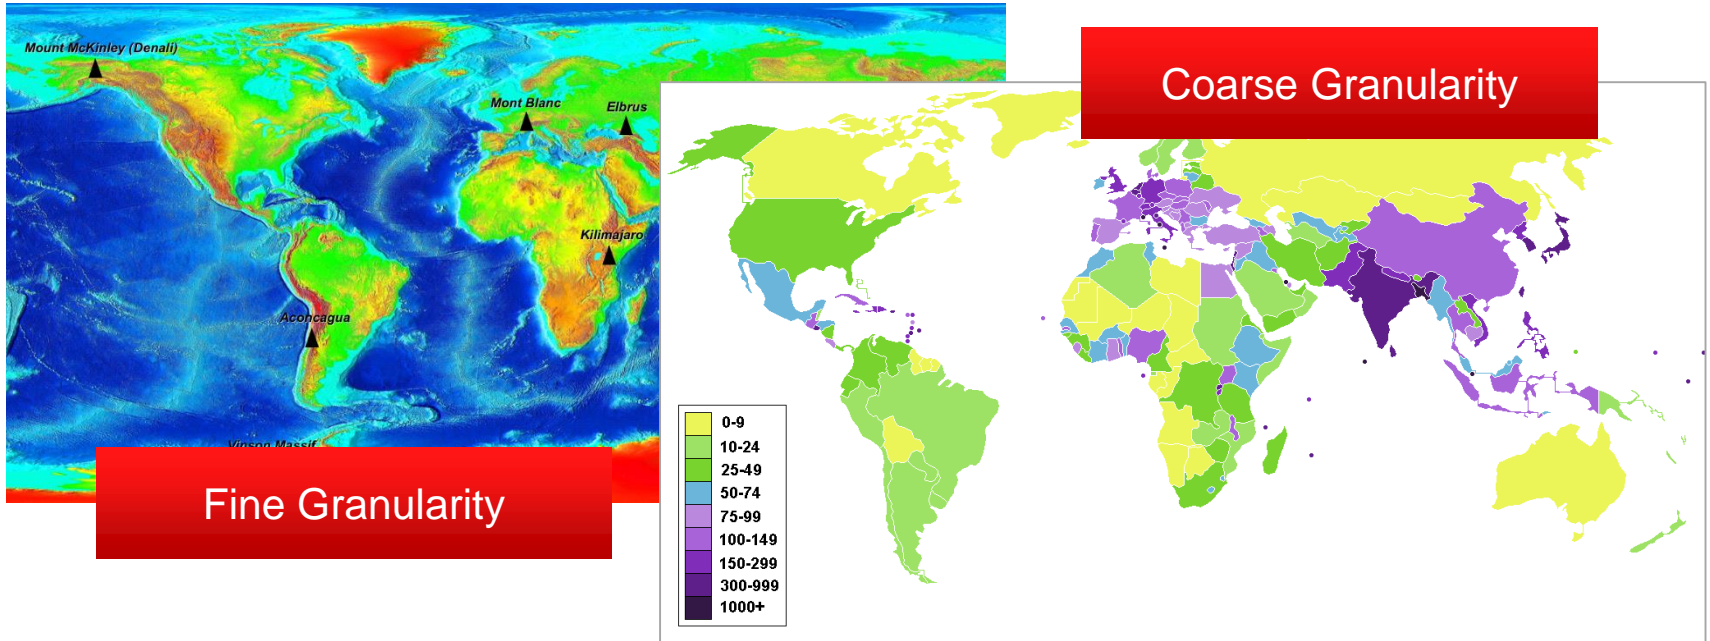 Mount McKinley (Denali)
Mont Blanc
Elbrus
Kilimajaro
Aconcagua
Vinson Massif
Fine Granularity
Coarse Granularity
0-9
10-24
25-49
50-74
75-99
100-149
150-299
300-999
1000+